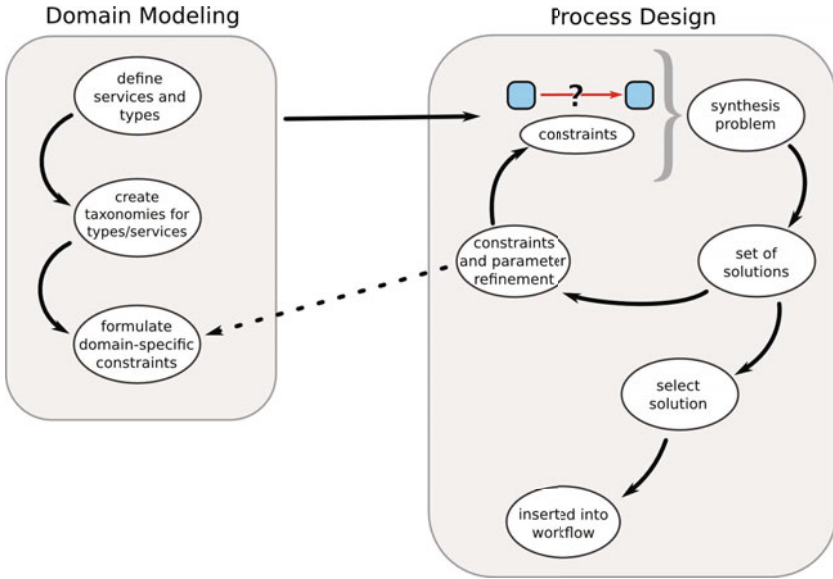 Domain Modeling
define
services and
types
create
taxonomies for
types/services
formulate
domain-specific
constraints
Process Design
?
constraints
synthesis
problem
constraints
and parameter
refinement
set of
solutions
select
solution
inserted into
workflow